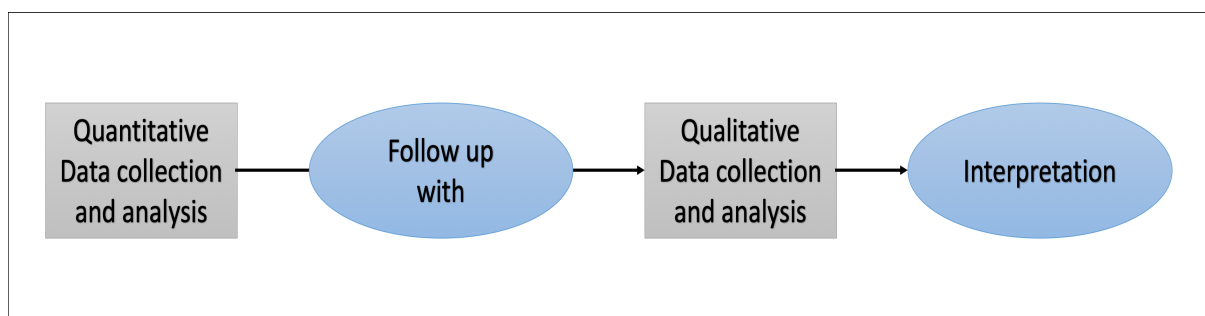 Quantitative
Data collection
and analysis
Follow up
with
Qualitative
Data collection
and analysis
Interpretation